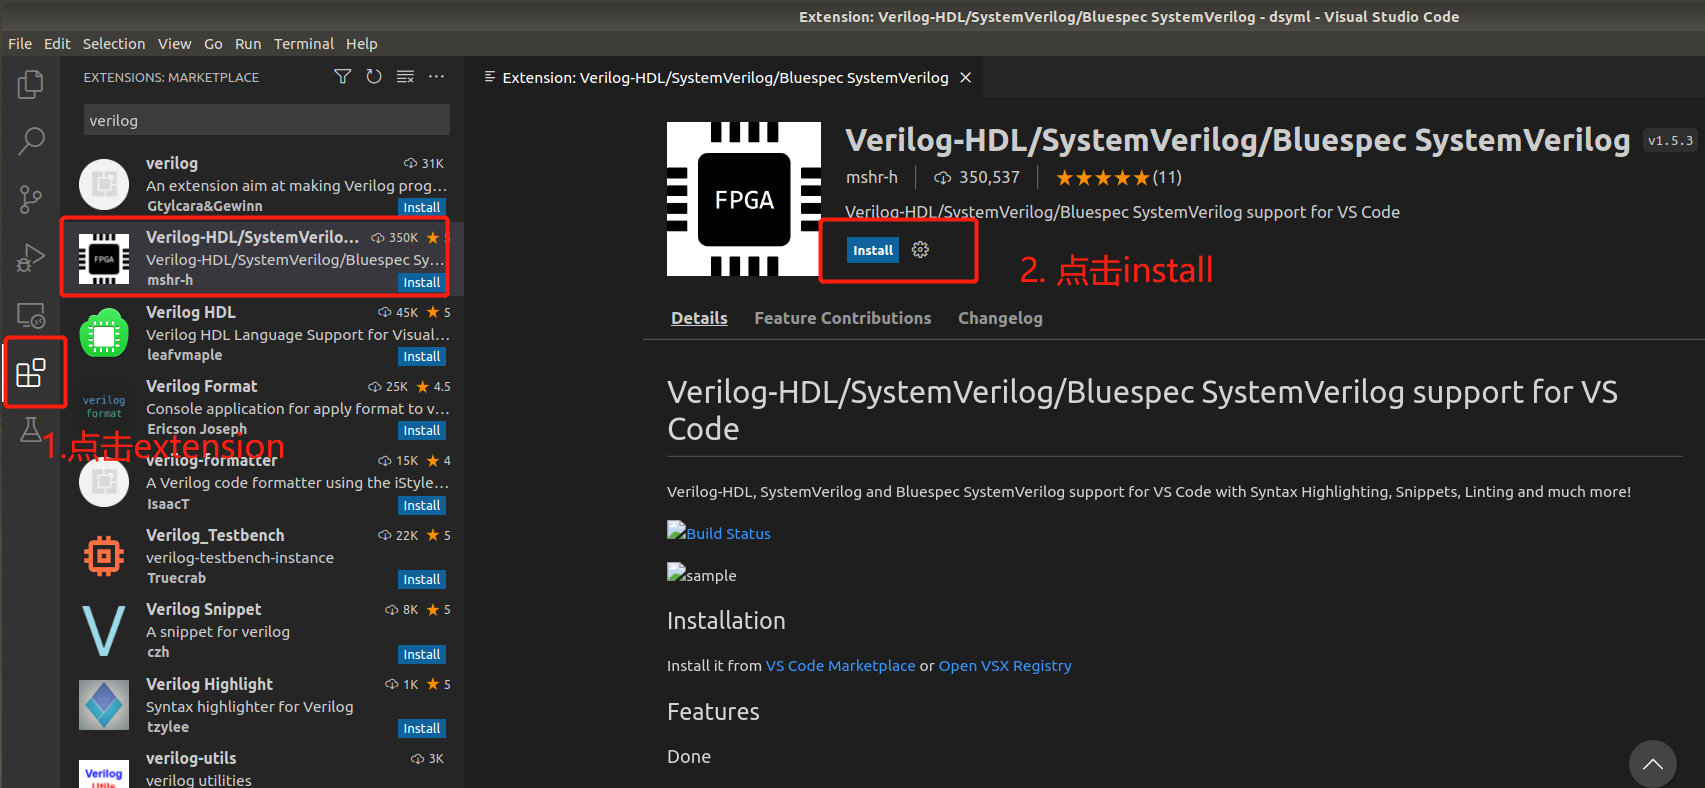 Extension: Verilog-HDL/SystemVerilog/Bluespec SystemVerilog - dsyml - Visual Studio Code
File Edit Selection View Go Run Terminal Help
EXTENSIONS: MARKETPLACE
verilog
verilog 31K
An extension aim at making Verilog prog...
Gtylcara&Gewinn Install
Verilog-HDL/SystemVerilo... 350K ★ 5
Verilog-HDL/SystemVerilog/Bluespec Sy...
mshr-h Install
FPGA
Verilog HDL 45K ★ 5
Verilog HDL Language Support for Visual...
leafvmaple Install
Verilog Format 25K ★ 4.5
Console application for apply format to v...
Ericson Joseph Install
verilog
format
1.点击extension
verilog-formatter 15K ★ 4
A Verilog code formatter using the iStyle...
IsaacT Install
Verilog_Testbench 22K ★ 5
verilog-testbench-instance
Truecrab Install
Verilog Snippet 8K ★ 5
A snippet for verilog
czh Install
V
Verilog Highlight 1K ★ 5
Syntax highlighter for Verilog
tzylee Install
verilog-utils 3K
verilog utilities
Verilog
Utils
Extension: Verilog-HDL/SystemVerilog/Bluespec SystemVerilog
FPGA
Verilog-HDL/SystemVerilog/Bluespec SystemVerilog v1.5.3
mshr-h 350,537 ★★★★★(11)
Verilog-HDL/SystemVerilog/Bluespec SystemVerilog support for VS Code
Install
2. 点击install
Details Feature Contributions Changelog
Verilog-HDL/SystemVerilog/Bluespec SystemVerilog support for VS
Code
Verilog-HDL, SystemVerilog and Bluespec SystemVerilog support for VS Code with Syntax Highlighting, Snippets, Linting and much more!
Build Status
sample
Installation
Install it from VS Code Marketplace or Open VSX Registry
Features
Done